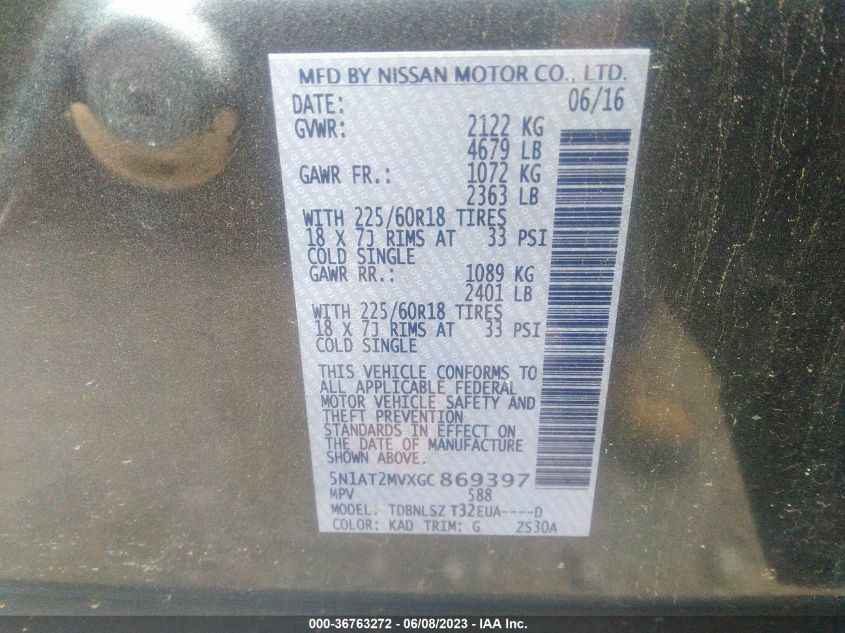 MFD BY NISSAN MOTOR CO., LTD.
DATE: 06/16
GVWR: 2122 KG
4679 LB
GAWR FR.: 1072 KG
2363 LB
WITH 225/60R18 TIRES
18 X 7J RIMS AT 33 PSI
COLD SINGLE
GAWR RR.: 1089 KG
2401 LB
WITH 225/60R18 TIRES
18 X 7J RIMS AT 33 PSI
COLD SINGLE
THIS VEHICLE CONFORMS TO
ALL APPLICABLE FEDERAL
MOTOR VEHICLE SAFETY AND
THEFT PREVENTION
STANDARDS IN EFFECT ON
THE DATE OF MANUFACTURE
SHOWN ABOVE.
5N1AT2MVXGC869397
MPV 588
MODEL: TDBNLSZ T32EUA----D
COLOR: KAD TRIM: G ZS30A
000-36763272 - 06/08/2023 - IAA Inc.